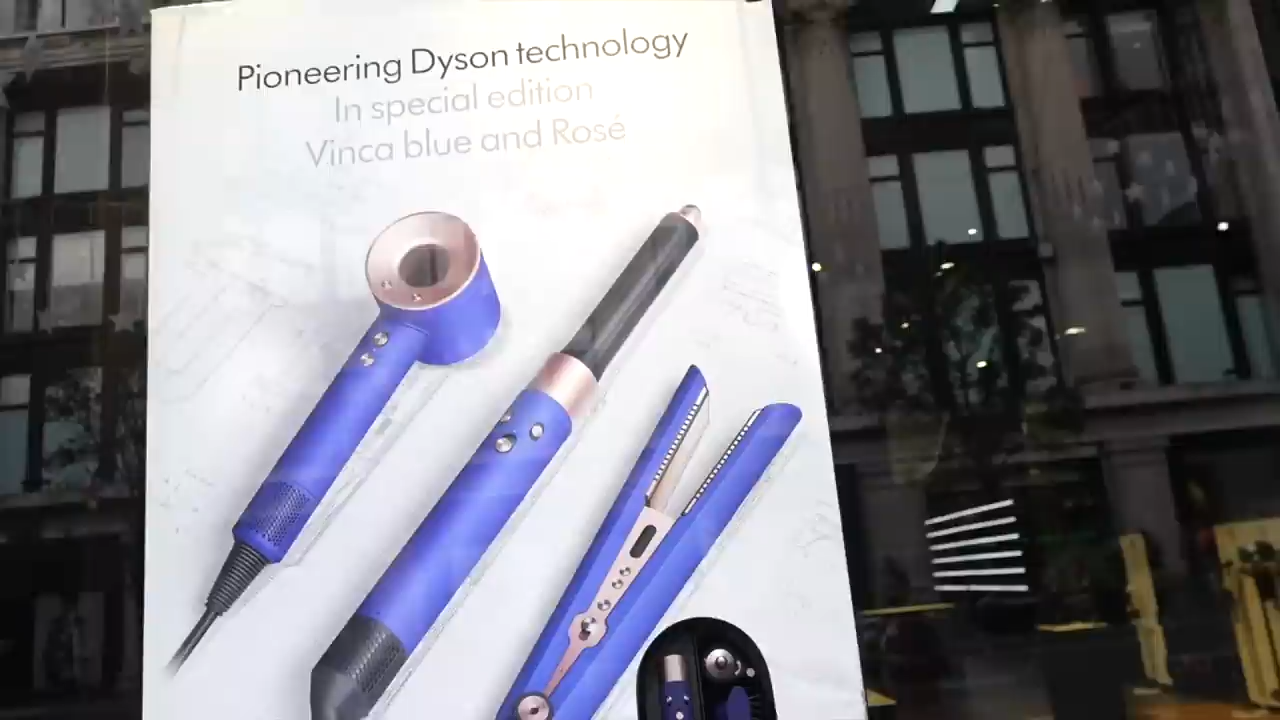 Pioneering Dyson technology
In special edition
Vinca blue and Rosé